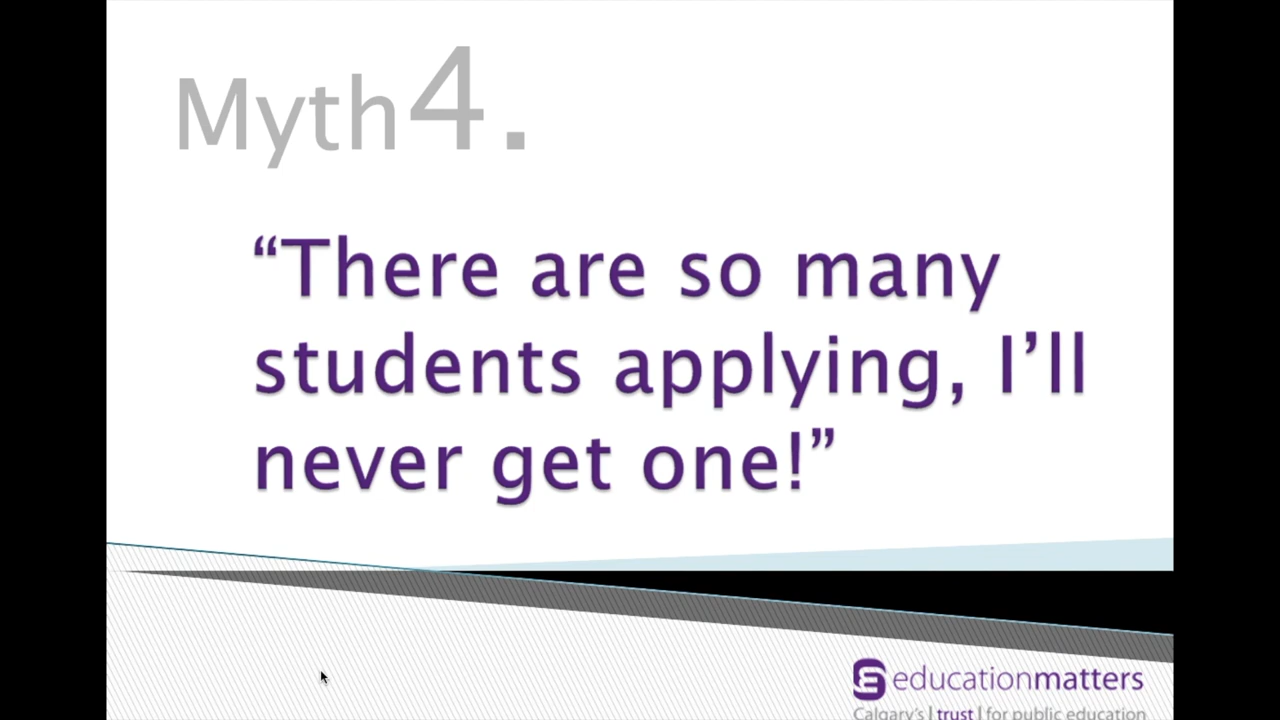 Myth4.
“There are so many
students applying, I’ll
never get one!”
educationmatters
Calgary's | trust | for public education